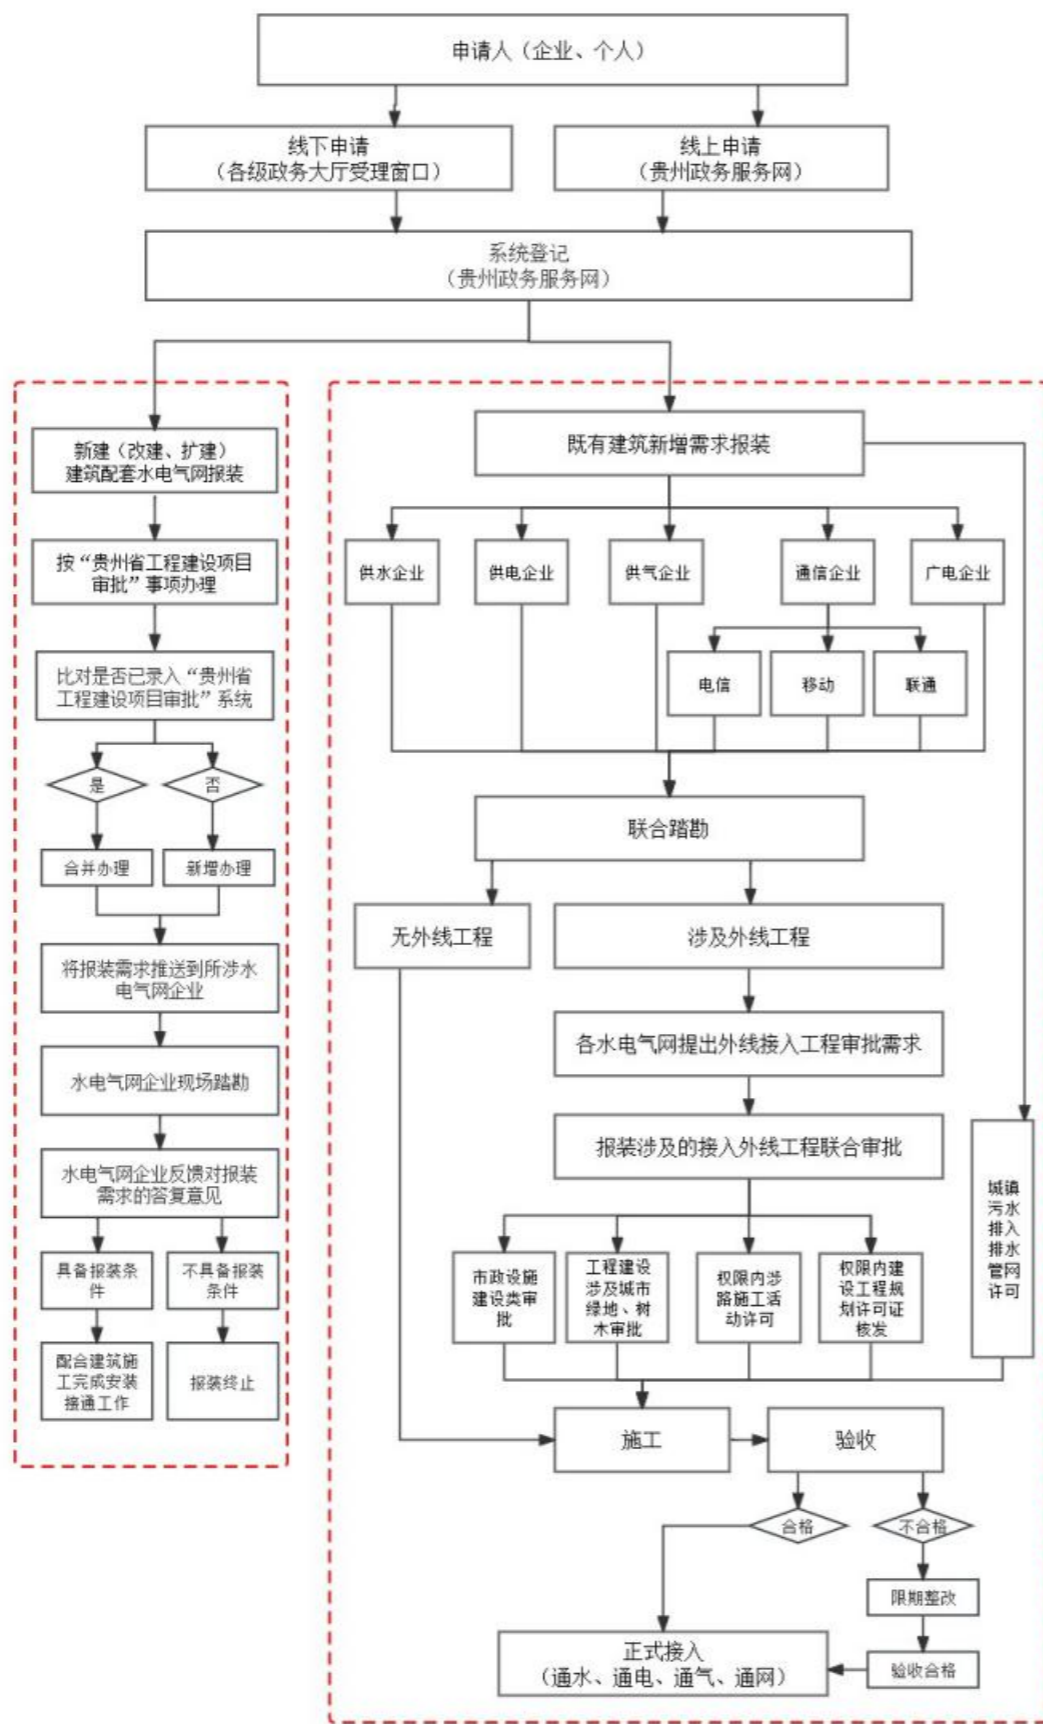 申请人（企业、个人）
线下申请
（各级政务大厅受理窗口）
线上申请
（贵州政务服务网）
系统登记
（贵州政务服务网）
新建（改建、扩建）
建筑配套水电气网报装
按“贵州省工程建设项目
审批”事项办理
比对是否已录入“贵州省
工程建设项目审批”系统
是
否
合并办理
新增办理
将报装需求推送到所涉水
电气网企业
水电气网企业现场踏勘
水电气网企业反馈对报装
需求的答复意见
具备报装条
件
不具备报装
条件
配合建筑施
工完成安装
接通工作
报装终止
既有建筑新增需求报装
供水企业
供电企业
供气企业
通信企业
广电企业
电信
移动
联通
联合踏勘
无外线工程
涉及外线工程
各水电气网提出外线接入工程审批需求
报装涉及的接入外线工程联合审批
市政设施
建设类审
批
工程建设
涉及城市
绿地、树
木审批
权限内涉
路施工活
动许可
权限内建
设工程规
划许可证
核发
城镇
污水
排入
排水
管网
许可
施工
验收
合格
不合格
限期整改
验收合格
正式接入
（通水、通电、通气、通网）